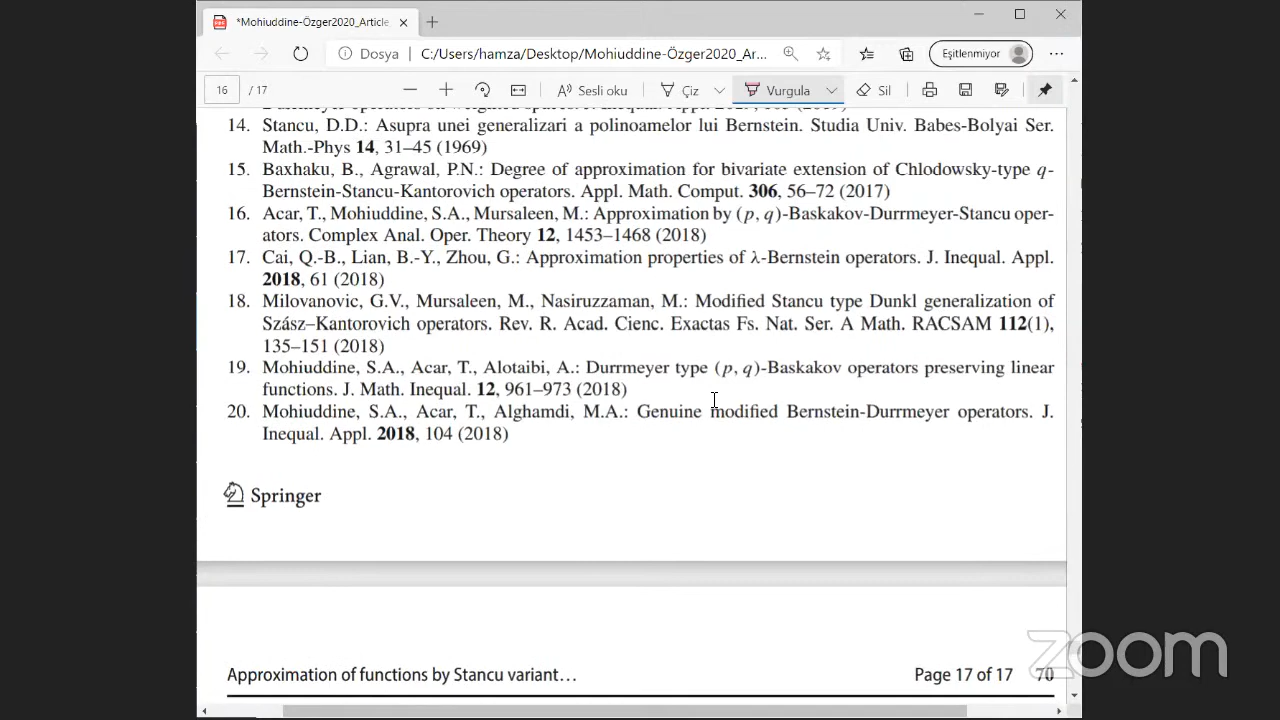 *Mohiuddine-Özger2020_Article
Dosya C:/Users/hamza/Desktop/Mohiuddine-Özger2020_Ar...
Eşitlenmiyor
16 / 17
Sesli oku Çiz Vurgula Sil
14. Stancu, D.D.: Asupra unei generalizari a polinoamelor lui Bernstein. Studia Univ. Babes-Bolyai Ser.
Math.-Phys 14, 31–45 (1969)
15. Baxhaku, B., Agrawal, P.N.: Degree of approximation for bivariate extension of Chlodowsky-type q-
Bernstein-Stancu-Kantorovich operators. Appl. Math. Comput. 306, 56–72 (2017)
16. Acar, T., Mohiuddine, S.A., Mursaleen, M.: Approximation by (p, q)-Baskakov-Durrmeyer-Stancu oper-
ators. Complex Anal. Oper. Theory 12, 1453–1468 (2018)
17. Cai, Q.-B., Lian, B.-Y., Zhou, G.: Approximation properties of λ-Bernstein operators. J. Inequal. Appl.
2018, 61 (2018)
18. Milovanovic, G.V., Mursaleen, M., Nasiruzzaman, M.: Modified Stancu type Dunkl generalization of
Szász–Kantorovich operators. Rev. R. Acad. Cienc. Exactas Fs. Nat. Ser. A Math. RACSAM 112(1),
135–151 (2018)
19. Mohiuddine, S.A., Acar, T., Alotaibi, A.: Durrmeyer type (p, q)-Baskakov operators preserving linear
functions. J. Math. Inequal. 12, 961–973 (2018)
20. Mohiuddine, S.A., Acar, T., Alghamdi, M.A.: Genuine modified Bernstein-Durrmeyer operators. J.
Inequal. Appl. 2018, 104 (2018)
Springer
Approximation of functions by Stancu variant…
Page 17 of 17 70
zoom